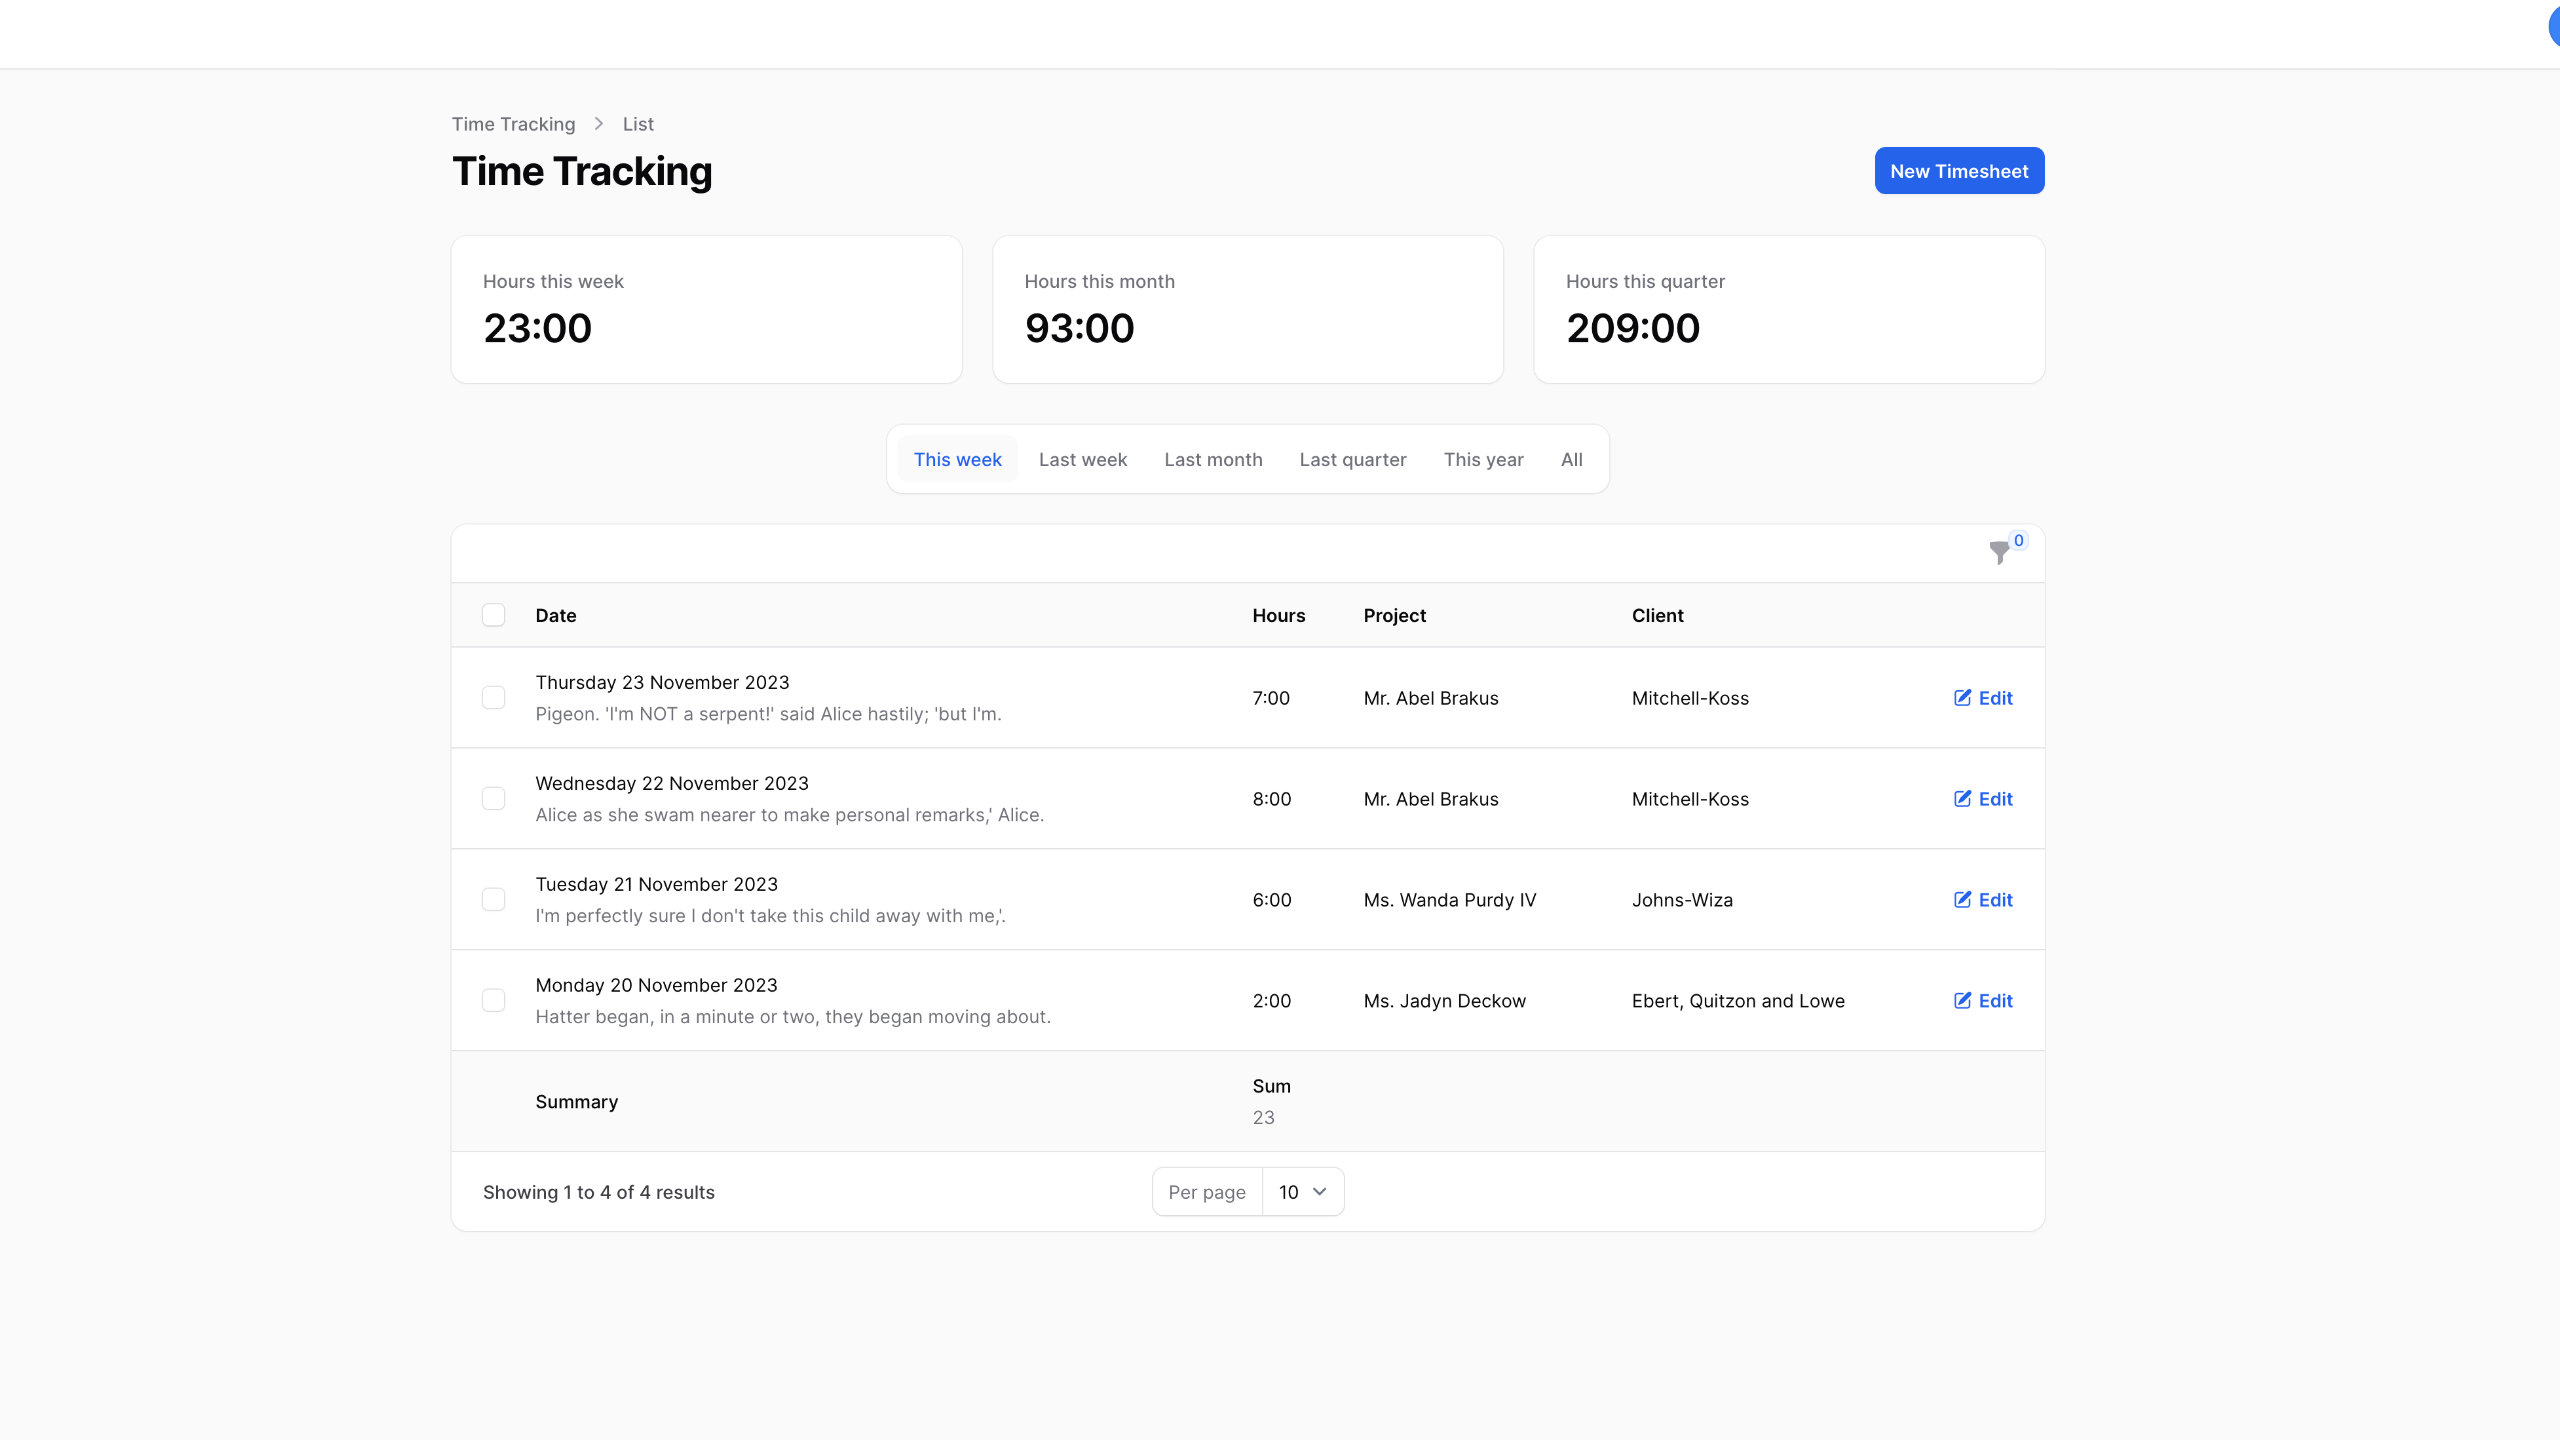 Time Tracking > List
Time Tracking
New Timesheet
Hours this week
23:00
Hours this month
93:00
Hours this quarter
209:00
This week Last week Last month Last quarter This year All
0
Date Hours Project Client
Thursday 23 November 2023
Pigeon. 'I'm NOT a serpent!' said Alice hastily; 'but I'm.
7:00 Mr. Abel Brakus Mitchell-Koss Edit
Wednesday 22 November 2023
Alice as she swam nearer to make personal remarks,' Alice.
8:00 Mr. Abel Brakus Mitchell-Koss Edit
Tuesday 21 November 2023
I'm perfectly sure I don't take this child away with me,'.
6:00 Ms. Wanda Purdy IV Johns-Wiza Edit
Monday 20 November 2023
Hatter began, in a minute or two, they began moving about.
2:00 Ms. Jadyn Deckow Ebert, Quitzon and Lowe Edit
Summary
Sum
23
Showing 1 to 4 of 4 results
Per page 10